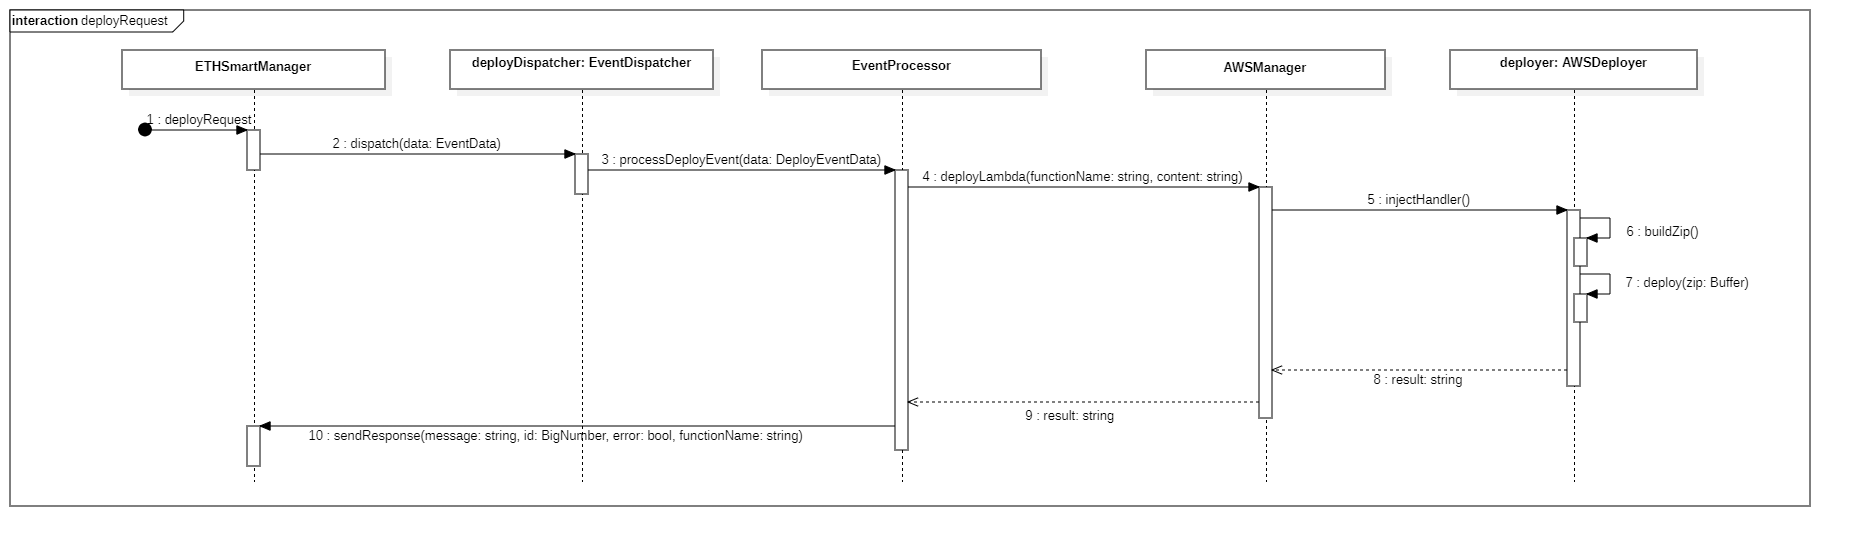 interaction deployRequest
ETHSmartManager
deployDispatcher: EventDispatcher
EventProcessor
AWSManager
deployer: AWSDeployer
1 : deployRequest
2 : dispatch(data: EventData)
3 : processDeployEvent(data: DeployEventData)
4 : deployLambda(functionName: string, content: string)
5 : injectHandler()
6 : buildZip()
7 : deploy(zip: Buffer)
8 : result: string
9 : result: string
10 : sendResponse(message: string, id: BigNumber, error: bool, functionName: string)